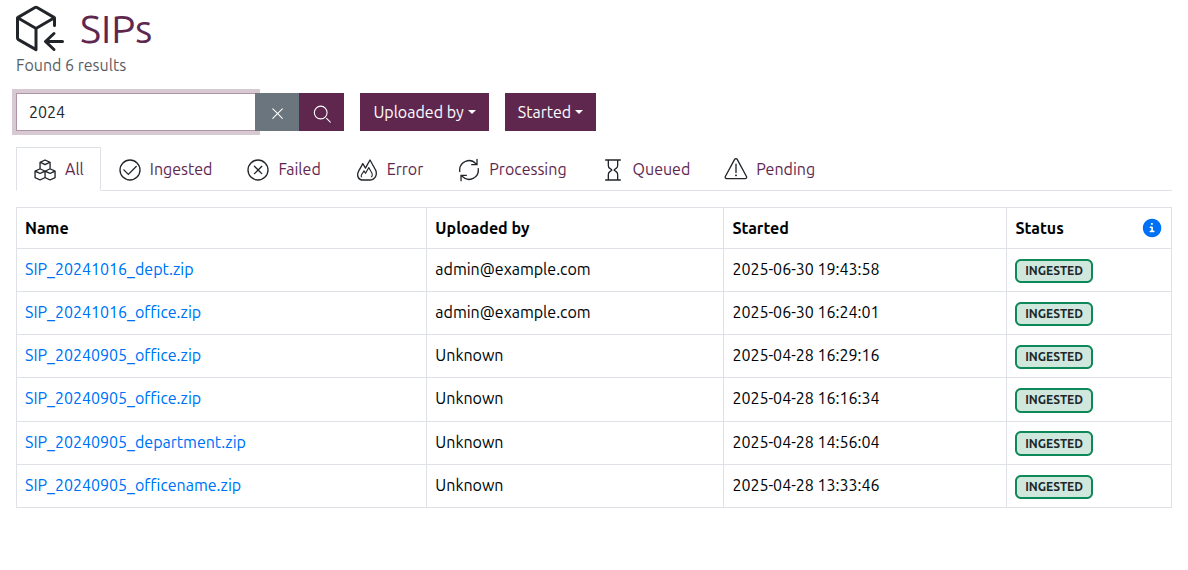 SIPs
Found 6 results
2024 Uploaded by Started
All Ingested Failed Error Processing Queued Pending
Name Uploaded by Started Status
SIP_20241016_dept.zip admin@example.com 2025-06-30 19:43:58 INGESTED
SIP_20241016_office.zip admin@example.com 2025-06-30 16:24:01 INGESTED
SIP_20240905_office.zip Unknown 2025-04-28 16:29:16 INGESTED
SIP_20240905_office.zip Unknown 2025-04-28 16:16:34 INGESTED
SIP_20240905_department.zip Unknown 2025-04-28 14:56:04 INGESTED
SIP_20240905_officename.zip Unknown 2025-04-28 13:33:46 INGESTED